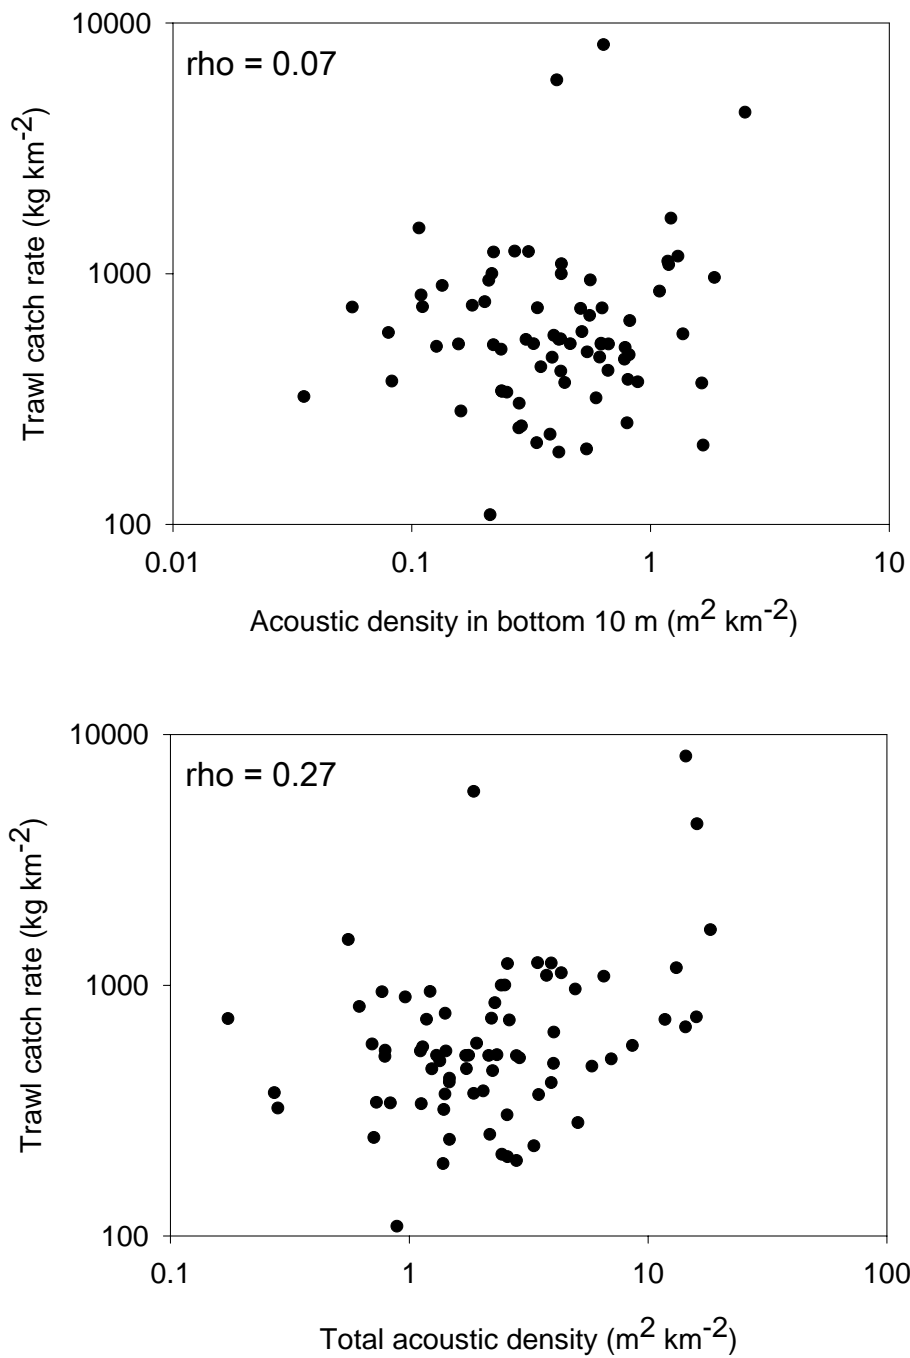 10000
rho = 0.07
1000
100
Trawl catch rate (kg km-2)
0.01 0.1 1 10
Acoustic density in bottom 10 m (m2 km-2)
10000
rho = 0.27
1000
100
Trawl catch rate (kg km-2)
0.1 1 10 100
Total acoustic density (m2 km-2)